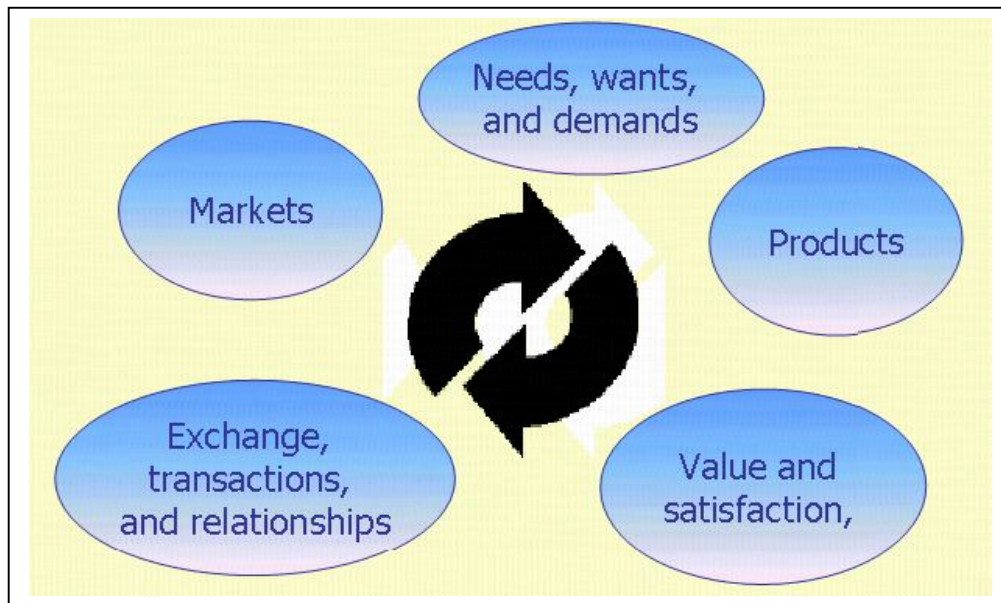 Needs, wants,
and demands
Markets
Products
Exchange,
transactions,
and relationships
Value and
satisfaction,